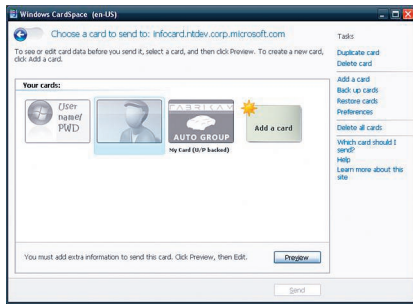 Windows CardSpace (en-US)
Choose a card to send to: infocard.ntdev.corp.microsoft.com
To see or edit card data before you send it, select a card, and then click Preview. To create a new card,
click Add a card.
Your cards:
User
name/
PWD
FABRIKAM
AUTO GROUP
My Card (U/P backed)
Add a card
You must add extra information to send this card. Click Preview, then Edit.
Preview
Send
Tasks
Duplicate card
Delete card
Add a card
Back up cards
Restore cards
Preferences
Delete all cards
Which card should I
send?
Help
Learn more about this
site